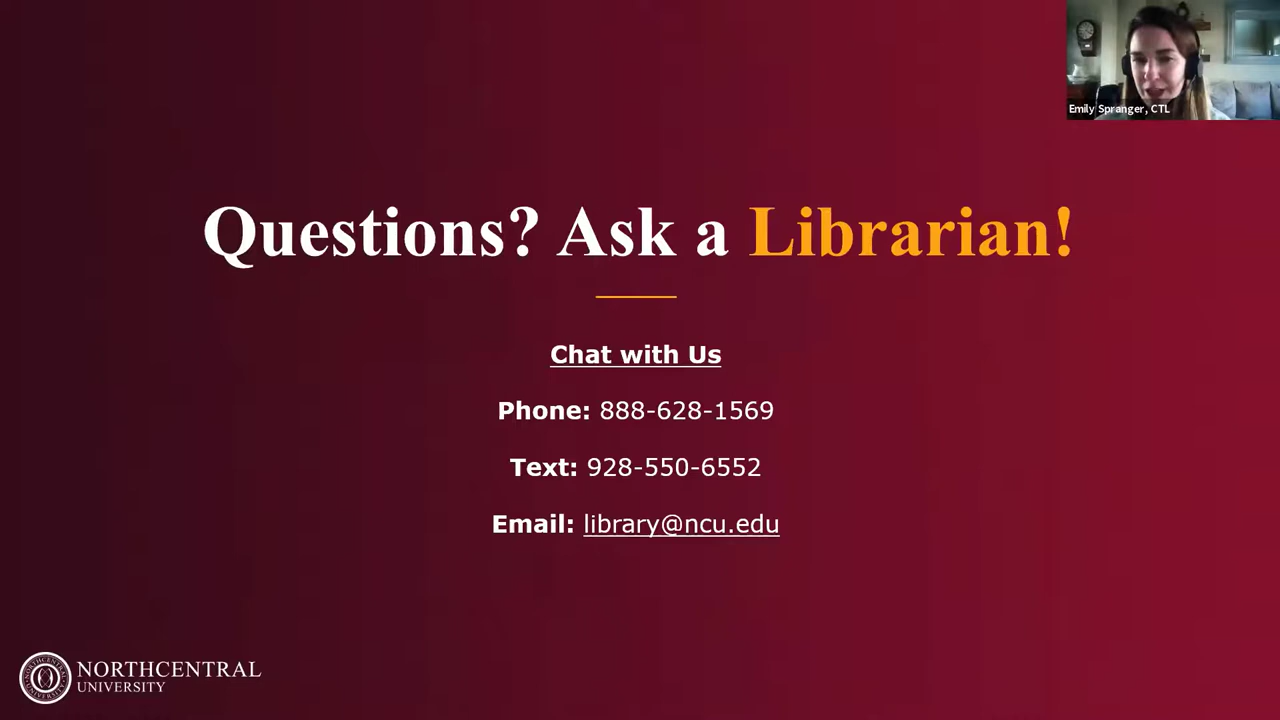 Emily Spranger, CTL
Questions? Ask a Librarian!
Chat with Us
Phone: 888-628-1569
Text: 928-550-6552
Email: library@ncu.edu
NORTHCENTRAL
UNIVERSITY